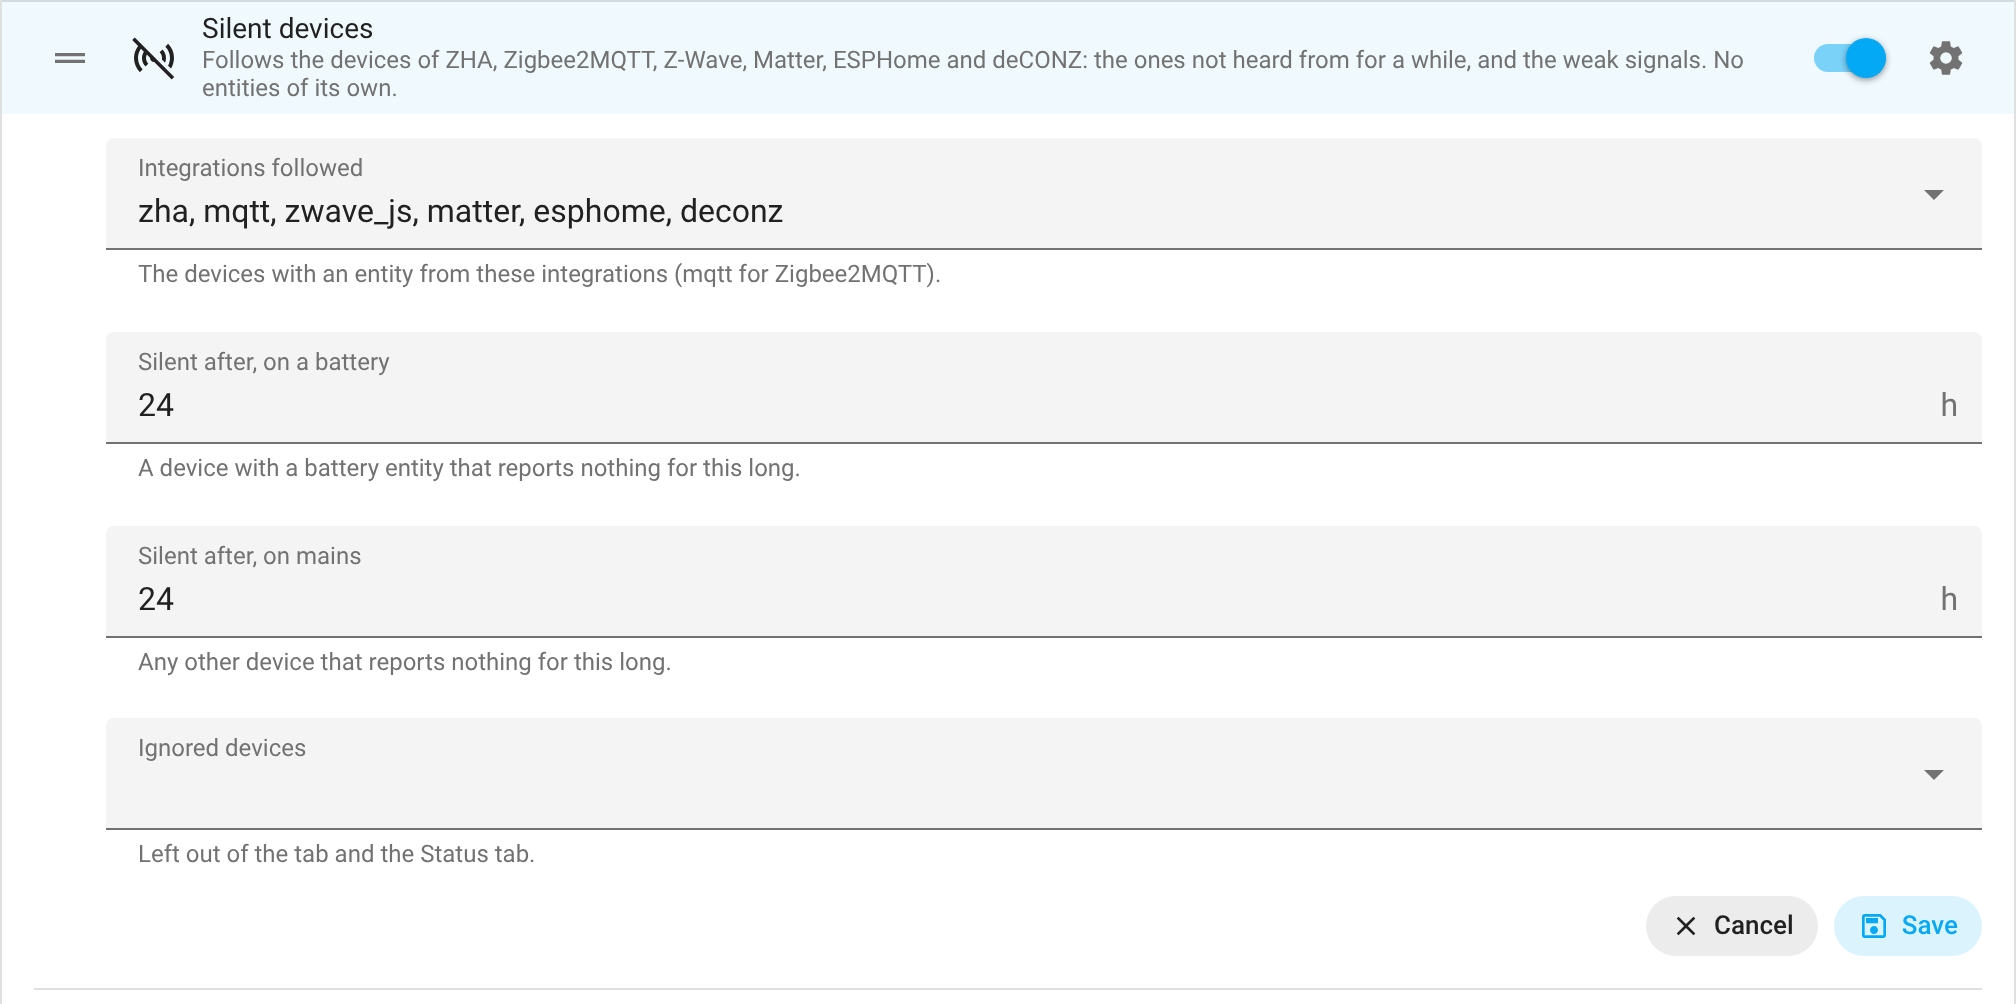 Silent devices
Follows the devices of ZHA, Zigbee2MQTT, Z-Wave, Matter, ESPHome and deCONZ: the ones not heard from for a while, and the weak signals. No
entities of its own.
Integrations followed
zha, mqtt, zwave_js, matter, esphome, deconz
The devices with an entity from these integrations (mqtt for Zigbee2MQTT).
Silent after, on a battery
24 h
A device with a battery entity that reports nothing for this long.
Silent after, on mains
24 h
Any other device that reports nothing for this long.
Ignored devices
Left out of the tab and the Status tab.
Cancel Save